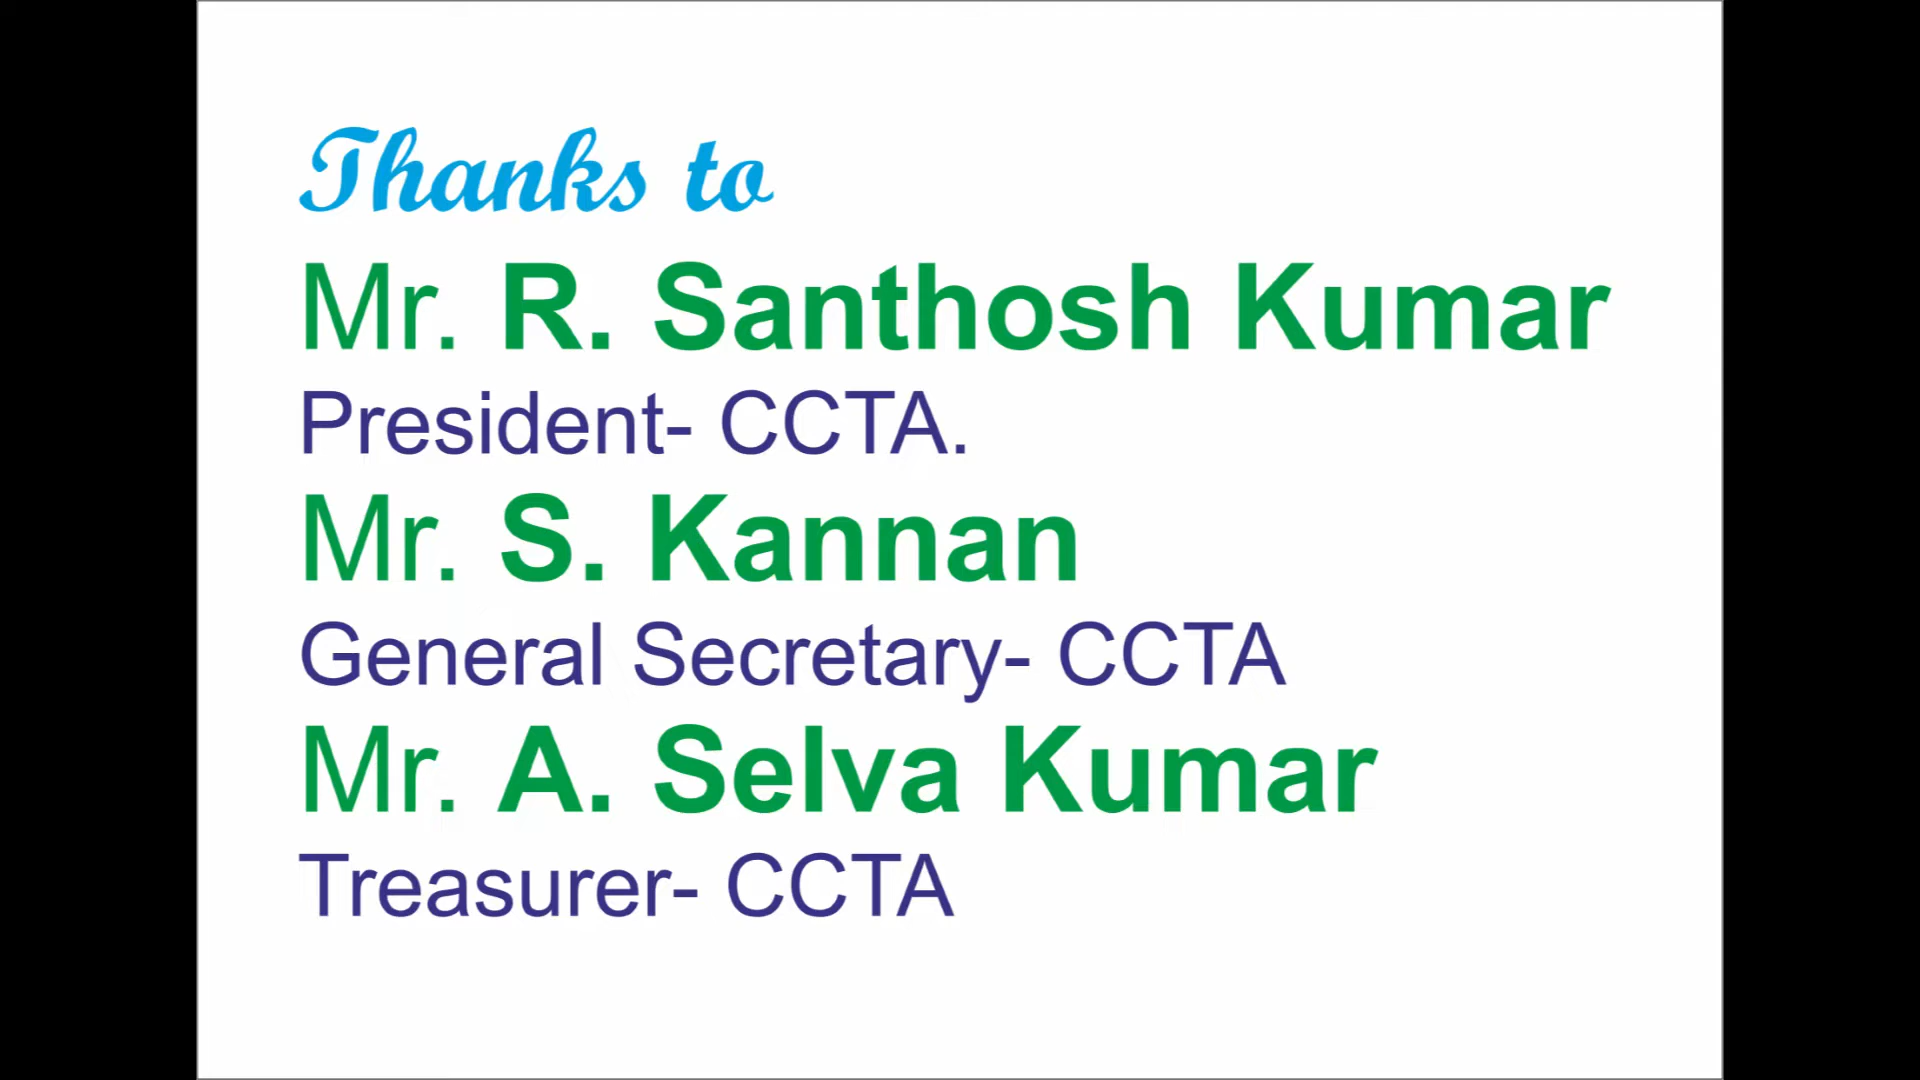 Thanks to
Mr. R. Santhosh Kumar
President- CCTA.
Mr. S. Kannan
General Secretary- CCTA
Mr. A. Selva Kumar
Treasurer- CCTA